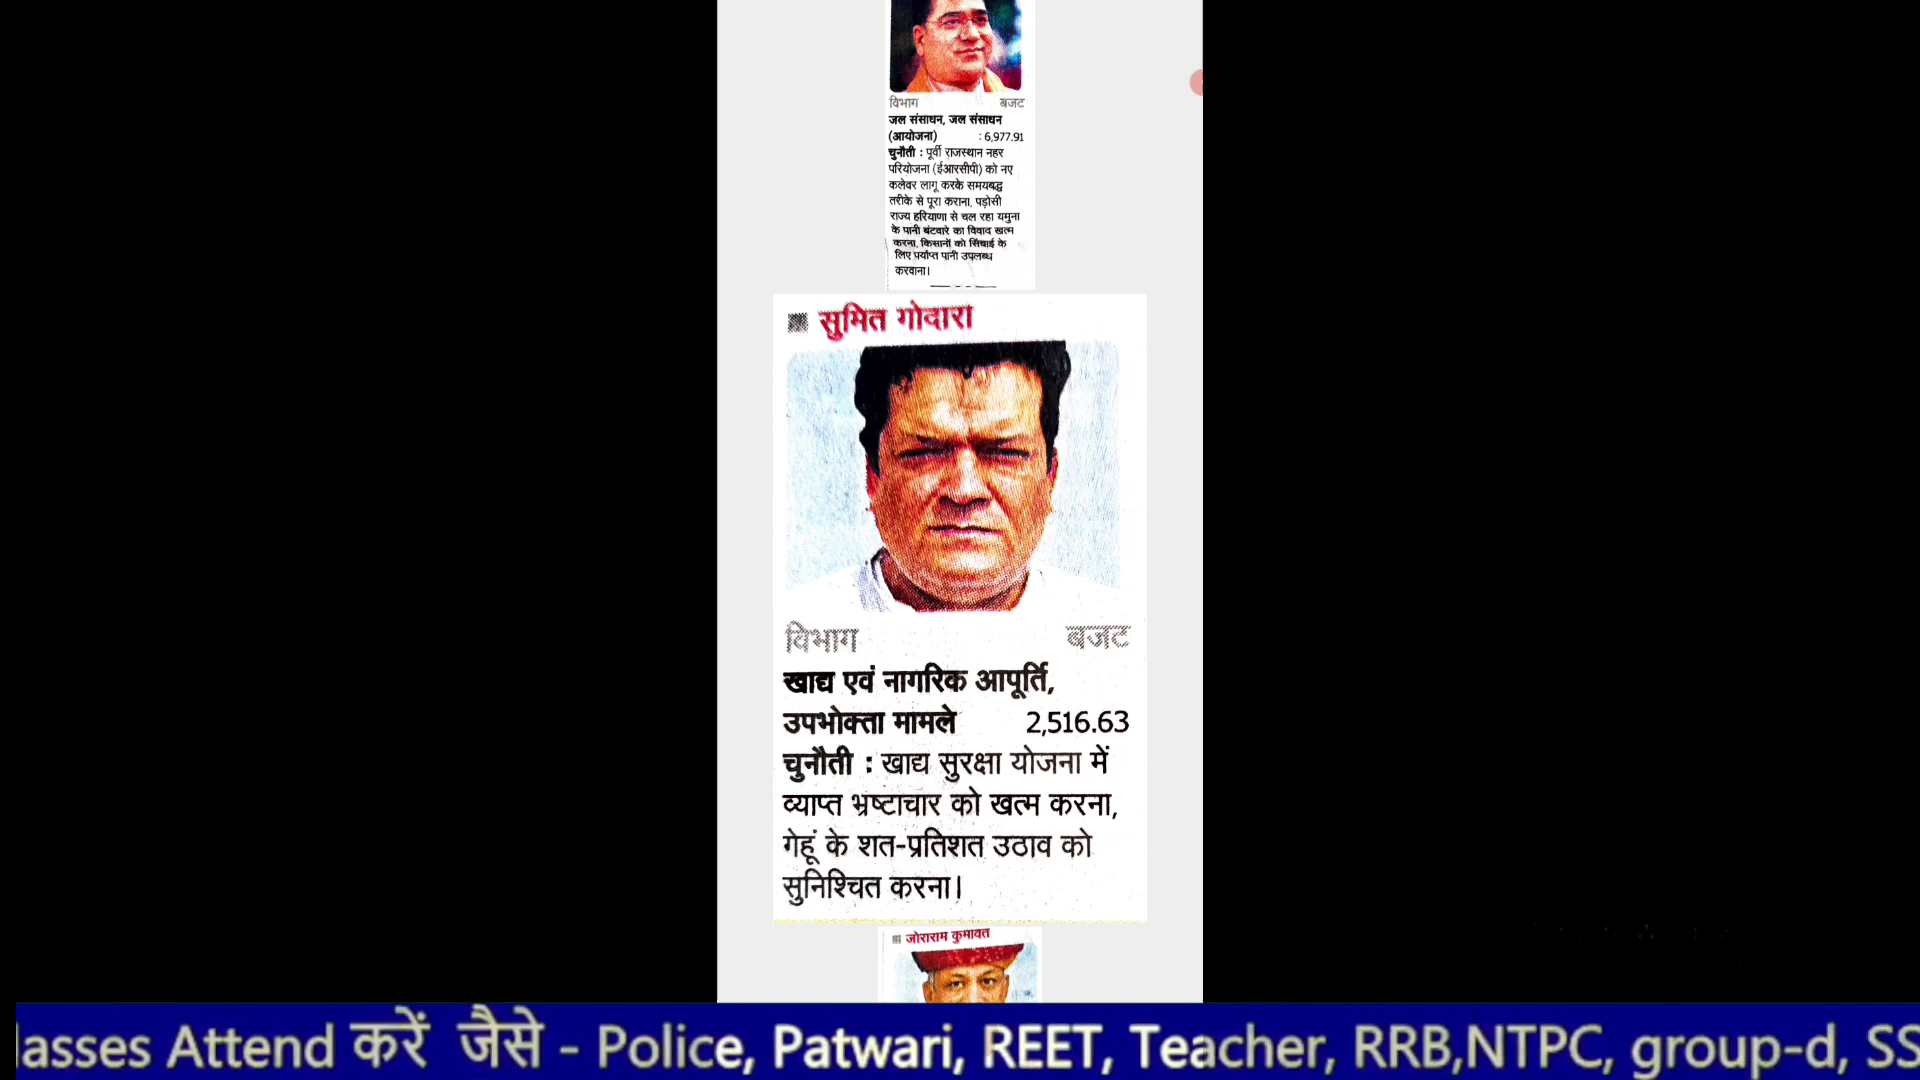 विभाग बजट
जल संसाधन, जल संसाधन
(आयोजना) : 6,977.91
चुनौती : पूर्वी राजस्थान नहर
परियोजना (ईआरसीपी) को नए
कलेवर लागू करके समयबद्ध
तरीके से पूरा कराना, पड़ोसी
राज्य हरियाणा से चल रहा यमुना
के पानी बंटवारे का विवाद खत्म
करना, किसानों को सिंचाई के
लिए पर्याप्त पानी उपलब्ध
करवाना।
सुमित गोदारा
विभाग बजट
खाद्य एवं नागरिक आपूर्ति,
उपभोक्ता मामले 2,516.63
चुनौती : खाद्य सुरक्षा योजना में
व्याप्त भ्रष्टाचार को खत्म करना,
गेहूं के शत-प्रतिशत उठाव को
सुनिश्चित करना।
जोराराम कुमावत
lasses Attend करें जैसे - Police, Patwari, REET, Teacher, RRB,NTPC, group-d, SS